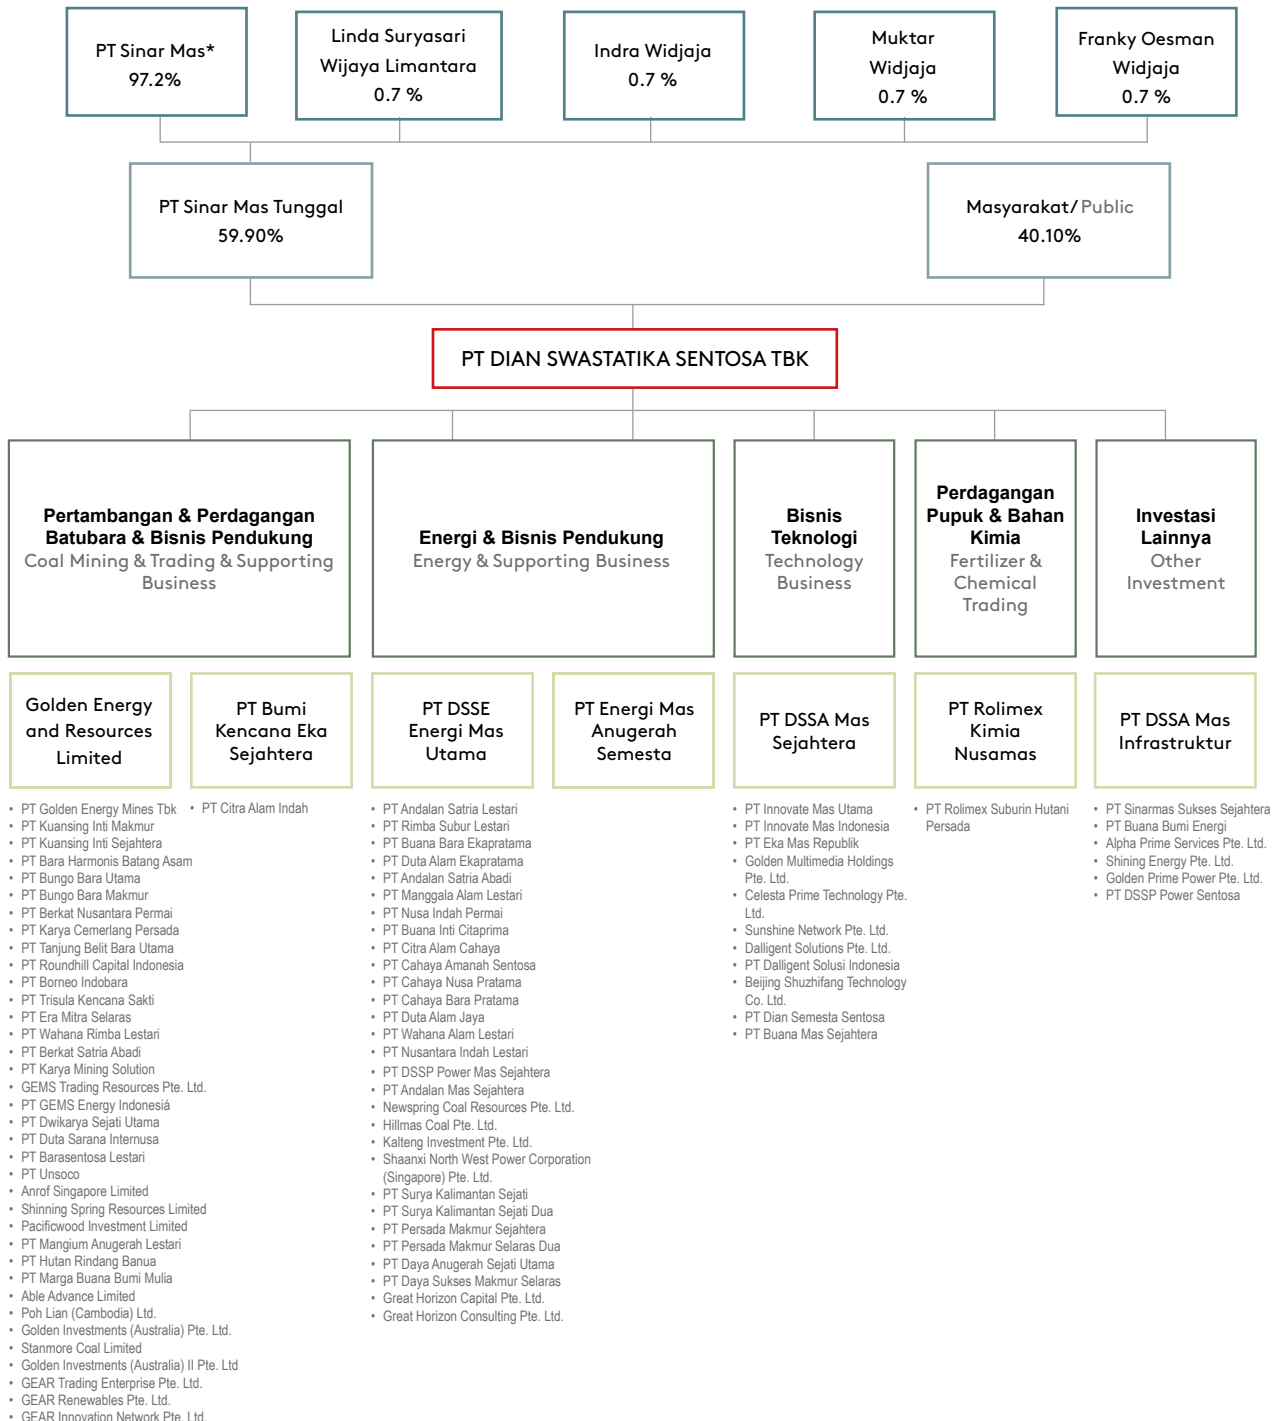 PT Sinar Mas*
97.2%
Linda Suryasari
Wijaya Limantara
0.7 %
Indra Widjaja
0.7 %
Muktar
Widjaja
0.7 %
Franky Oesman
Widjaja
0.7 %
PT Sinar Mas Tunggal
59.90%
Masyarakat/ Public
40.10%
PT DIAN SWASTATIKA SENTOSA TBK
Pertambangan & Perdagangan
Batubara & Bisnis Pendukung
Coal Mining & Trading & Supporting
Business
Energi & Bisnis Pendukung
Energy & Supporting Business
Bisnis
Teknologi
Technology
Business
Perdagangan
Pupuk & Bahan
Kimia
Fertilizer &
Chemical
Trading
Investasi
Lainnya
Other
Investment
Golden Energy
and Resources
Limited
PT Bumi
Kencana Eka
Sejahtera
PT DSSE
Energi Mas
Utama
PT Energi Mas
Anugerah
Semesta
PT DSSA Mas
Sejahtera
PT Rolimex
Kimia
Nusamas
PT DSSA Mas
Infrastruktur
• PT Golden Energy Mines Tbk
• PT Kuansing Inti Makmur
• PT Kuansing Inti Sejahtera
• PT Bara Harmonis Batang Asam
• PT Bungo Bara Utama
• PT Bungo Bara Makmur
• PT Berkat Nusantara Permai
• PT Karya Cemerlang Persada
• PT Tanjung Belit Bara Utama
• PT Roundhill Capital Indonesia
• PT Borneo Indobara
• PT Trisula Kencana Sakti
• PT Era Mitra Selaras
• PT Wahana Rimba Lestari
• PT Berkat Satria Abadi
• PT Karya Mining Solution
• GEMS Trading Resources Pte. Ltd.
• PT GEMS Energy Indonesiá
• PT Dwikarya Sejati Utama
• PT Duta Sarana Internusa
• PT Barasentosa Lestari
• PT Unsoco
• Anrof Singapore Limited
• Shinning Spring Resources Limited
• Pacificwood Investment Limited
• PT Mangium Anugerah Lestari
• PT Hutan Rindang Banua
• PT Marga Buana Bumi Mulia
• Able Advance Limited
• Poh Lian (Cambodia) Ltd.
• Golden Investments (Australia) Pte. Ltd.
• Stanmore Coal Limited
• Golden Investments (Australia) II Pte. Ltd
• GEAR Trading Enterprise Pte. Ltd.
• GEAR Renewables Pte. Ltd.
• GEAR Innovation Network Pte. Ltd.
• PT Citra Alam Indah
• PT Andalan Satria Lestari
• PT Rimba Subur Lestari
• PT Buana Bara Ekapratama
• PT Duta Alam Ekapratama
• PT Andalan Satria Abadi
• PT Manggala Alam Lestari
• PT Nusa Indah Permai
• PT Buana Inti Citaprima
• PT Citra Alam Cahaya
• PT Cahaya Amanah Sentosa
• PT Cahaya Nusa Pratama
• PT Cahaya Bara Pratama
• PT Duta Alam Jaya
• PT Wahana Alam Lestari
• PT Nusantara Indah Lestari
• PT DSSP Power Mas Sejahtera
• PT Andalan Mas Sejahtera
• Newspring Coal Resources Pte. Ltd.
• Hillmas Coal Pte. Ltd.
• Kalteng Investment Pte. Ltd.
• Shaanxi North West Power Corporation
(Singapore) Pte. Ltd.
• PT Surya Kalimantan Sejati
• PT Surya Kalimantan Sejati Dua
• PT Persada Makmur Sejahtera
• PT Persada Makmur Selaras Dua
• PT Daya Anugerah Sejati Utama
• PT Daya Sukses Makmur Selaras
• Great Horizon Capital Pte. Ltd.
• Great Horizon Consulting Pte. Ltd.
• PT Innovate Mas Utama
• PT Innovate Mas Indonesia
• PT Eka Mas Republik
• Golden Multimedia Holdings
Pte. Ltd.
• Celesta Prime Technology Pte.
Ltd.
• Sunshine Network Pte. Ltd.
• Dalligent Solutions Pte. Ltd.
• PT Dalligent Solusi Indonesia
• Beijing Shuzhifang Technology
Co. Ltd.
• PT Dian Semesta Sentosa
• PT Buana Mas Sejahtera
• PT Rolimex Suburin Hutani
Persada
• PT Sinarmas Sukses Sejahtera
• PT Buana Bumi Energi
• Alpha Prime Services Pte. Ltd.
• Shining Energy Pte. Ltd.
• Golden Prime Power Pte. Ltd.
• PT DSSP Power Sentosa